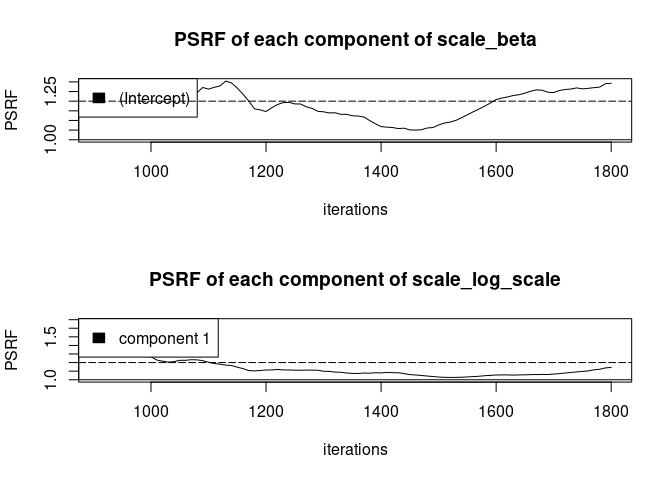 PSRF of each component of scale_beta
PSRF
1.00 1.25
(Intercept)
1000 1200 1400 1600 1800
iterations
PSRF of each component of scale_log_scale
PSRF
1.0 1.5
component 1
1000 1200 1400 1600 1800
iterations